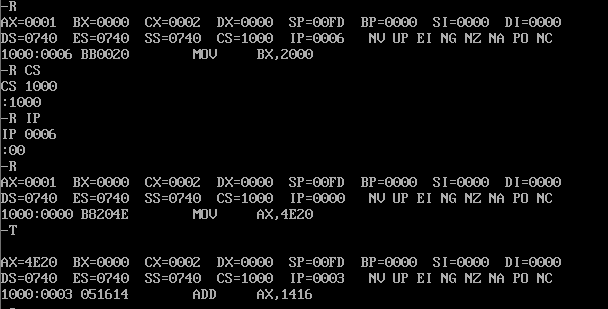 -R
AX=0001 BX=0000 CX=0002 DX=0000 SP=00FD BP=0000 SI=0000 DI=0000
DS=0740 ES=0740 SS=0740 CS=1000 IP=0006 NV UP EI NG NZ NA PO NC
1000:0006 BB0020 MOV BX,2000
-R CS
CS 1000
:1000
-R IP
IP 0006
:00
-R
AX=0001 BX=0000 CX=0002 DX=0000 SP=00FD BP=0000 SI=0000 DI=0000
DS=0740 ES=0740 SS=0740 CS=1000 IP=0000 NV UP EI NG NZ NA PO NC
1000:0000 B8204E MOV AX,4E20
-T
AX=4E20 BX=0000 CX=0002 DX=0000 SP=00FD BP=0000 SI=0000 DI=0000
DS=0740 ES=0740 SS=0740 CS=1000 IP=0003 NV UP EI NG NZ NA PO NC
1000:0003 051614 ADD AX,1416